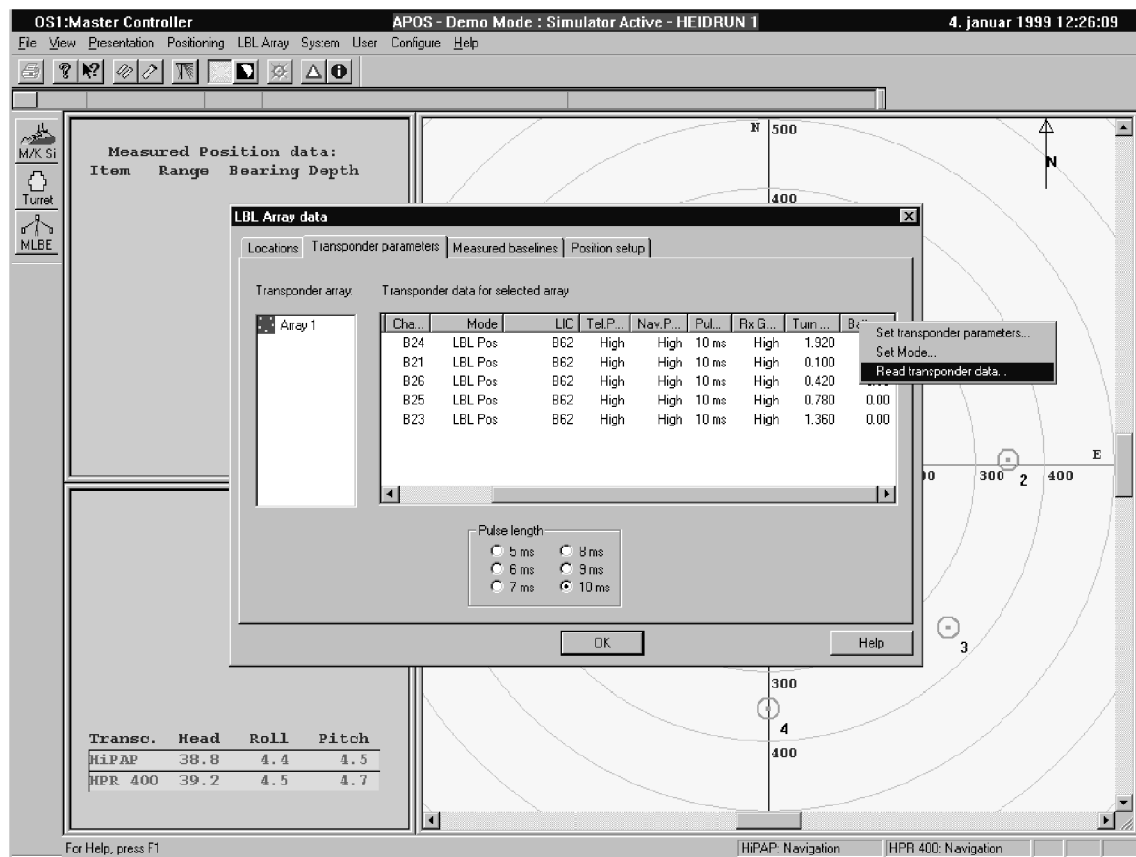 OS1:Master Controller APOS - Demo Mode : Simulator Active - HEIDRUN 1 4. januar 1999 12:26:09
File View Presentation Positioning LBL Array System User Configure Help
M/K Si
Turret
MLBE
Measured Position data:
Item Range Bearing Depth
N 500
N
400
LBL Array data
Locations Transponder parameters Measured baselines Position setup
Transponder array: Transponder data for selected array
Array 1
Cha... Mode LIC Tel.P... Nav.P... Pul... Rx G... Turn ...
B24 LBL Pos B62 High High 10 ms High 1.920
B21 LBL Pos B62 High High 10 ms High 0.100
B26 LBL Pos B62 High High 10 ms High 0.420
B25 LBL Pos B62 High High 10 ms High 0.780 0.00
B23 LBL Pos B62 High High 10 ms High 1.360 0.00
Set transponder parameters...
Set Mode...
Read transponder data...
E
300 2 400
Pulse length
5 ms 8 ms
6 ms 9 ms
7 ms 10 ms
OK Help
3
300
4
400
Transc. Head Roll Pitch
HiPAP 38.8 4.4 4.5
HPR 400 39.2 4.5 4.7
For Help, press F1 HiPAP: Navigation HPR 400: Navigation